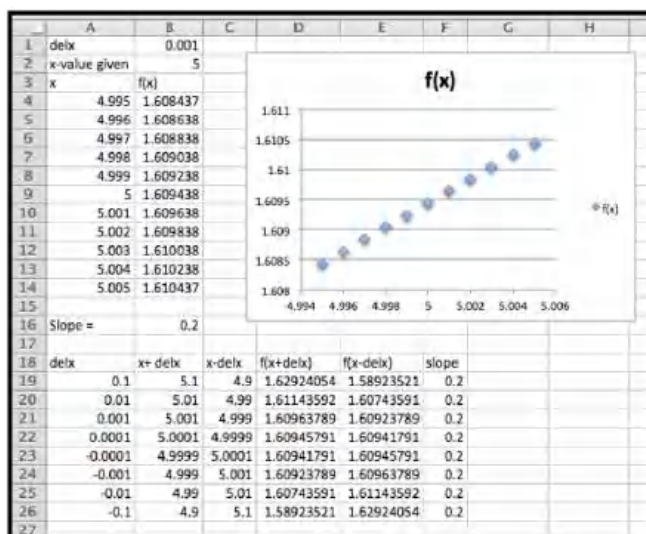 A B C D E F G H
1 delx 0.001
2 x-value given 5
3 x f(x)
4 4.995 1.608437
5 4.996 1.608638
6 4.997 1.608838
7 4.998 1.609038
8 4.999 1.609238
9 5 1.609438
10 5.001 1.609638
11 5.002 1.609838
12 5.003 1.610038
13 5.004 1.610238
14 5.005 1.610437
15
16 Slope = 0.2
17
18 delx x+ delx x-delx f(x+delx) f(x-delx) slope
19 0.1 5.1 4.9 1.62924054 1.58923521 0.2
20 0.01 5.01 4.99 1.61143592 1.60743591 0.2
21 0.001 5.001 4.999 1.60963789 1.60923789 0.2
22 0.0001 5.0001 4.9999 1.60945791 1.60941791 0.2
23 -0.0001 4.9999 5.0001 1.60941791 1.60945791 0.2
24 -0.001 4.999 5.001 1.60923789 1.60963789 0.2
25 -0.01 4.99 5.01 1.60743591 1.61143592 0.2
26 -0.1 4.9 5.1 1.58923521 1.62924054 0.2
27
f(x)
1.611
1.6105
1.61
1.6095
1.609
1.6085
1.608
4.994 4.996 4.998 5 5.002 5.004 5.006
f(x)